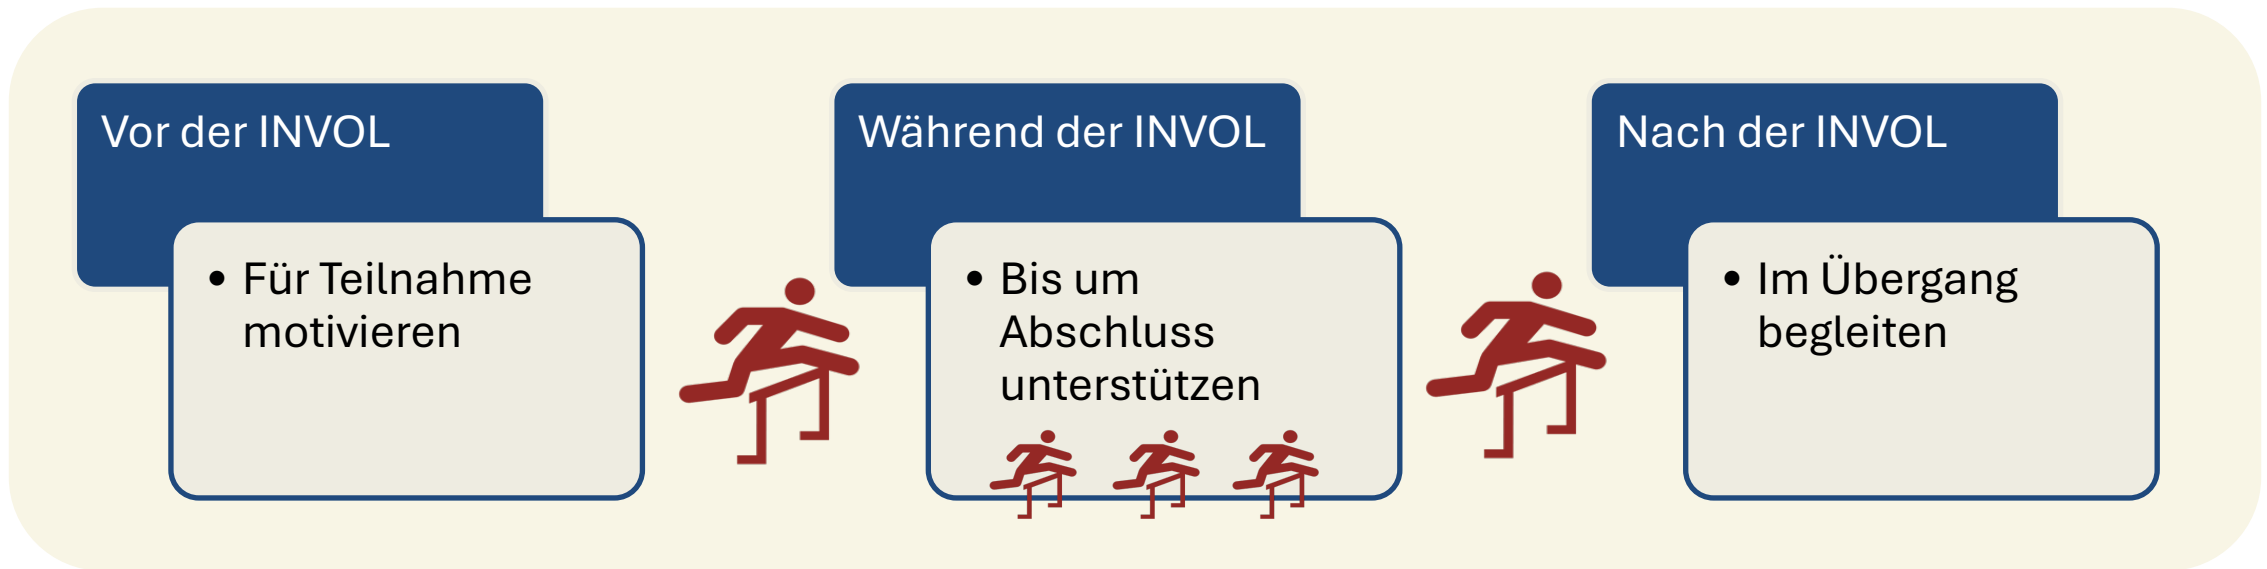 Vor der INVOL
• Für Teilnahme
motivieren
Während der INVOL
• Bis um
Abschluss
unterstützen
Nach der INVOL
• Im Übergang
begleiten